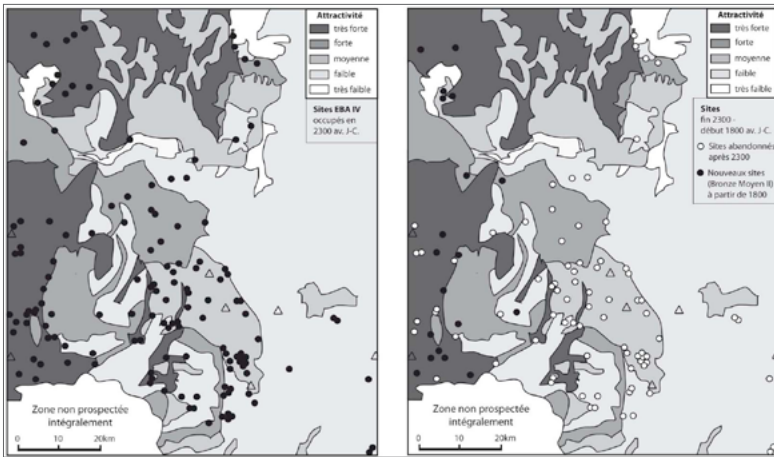 Attractivité
très forte
forte
moyenne
faible
très faible
Sites EBA IV
occupés en
2300 av. J-C.
Zone non prospectée
intégralement
0 10 20km
Attractivité
très forte
forte
moyenne
faible
très faible
Sites
fin 2300 -
début 1800 av. J-C.
Sites abandonnés
après 2300
Nouveaux sites
(Bronze Moyen II)
à partir de 1800
Zone non prospectée
intégralement
0 10 20km